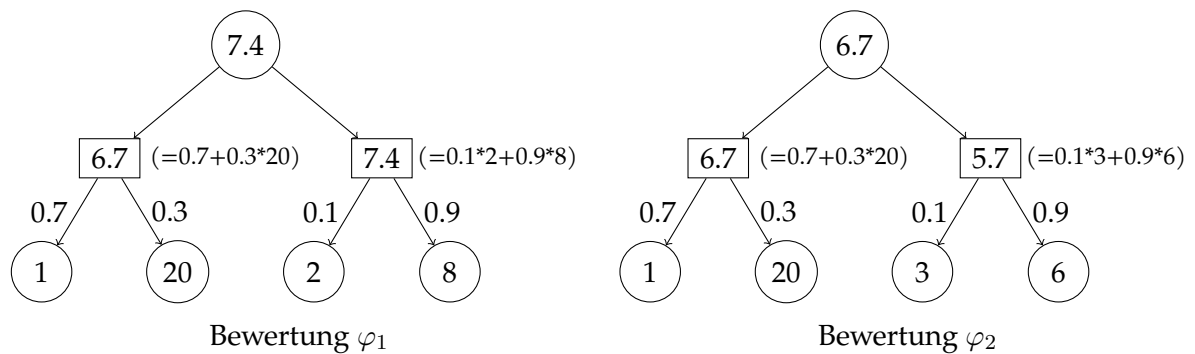 7.4 6.7
6.7 (=0.7+0.3*20) 7.4 (=0.1*2+0.9*8) 6.7 (=0.7+0.3*20) 5.7 (=0.1*3+0.9*6)
0.7 0.3 0.1 0.9 0.7 0.3 0.1 0.9
1 20 2 8 1 20 3 6
Bewertung φ₁ Bewertung φ₂